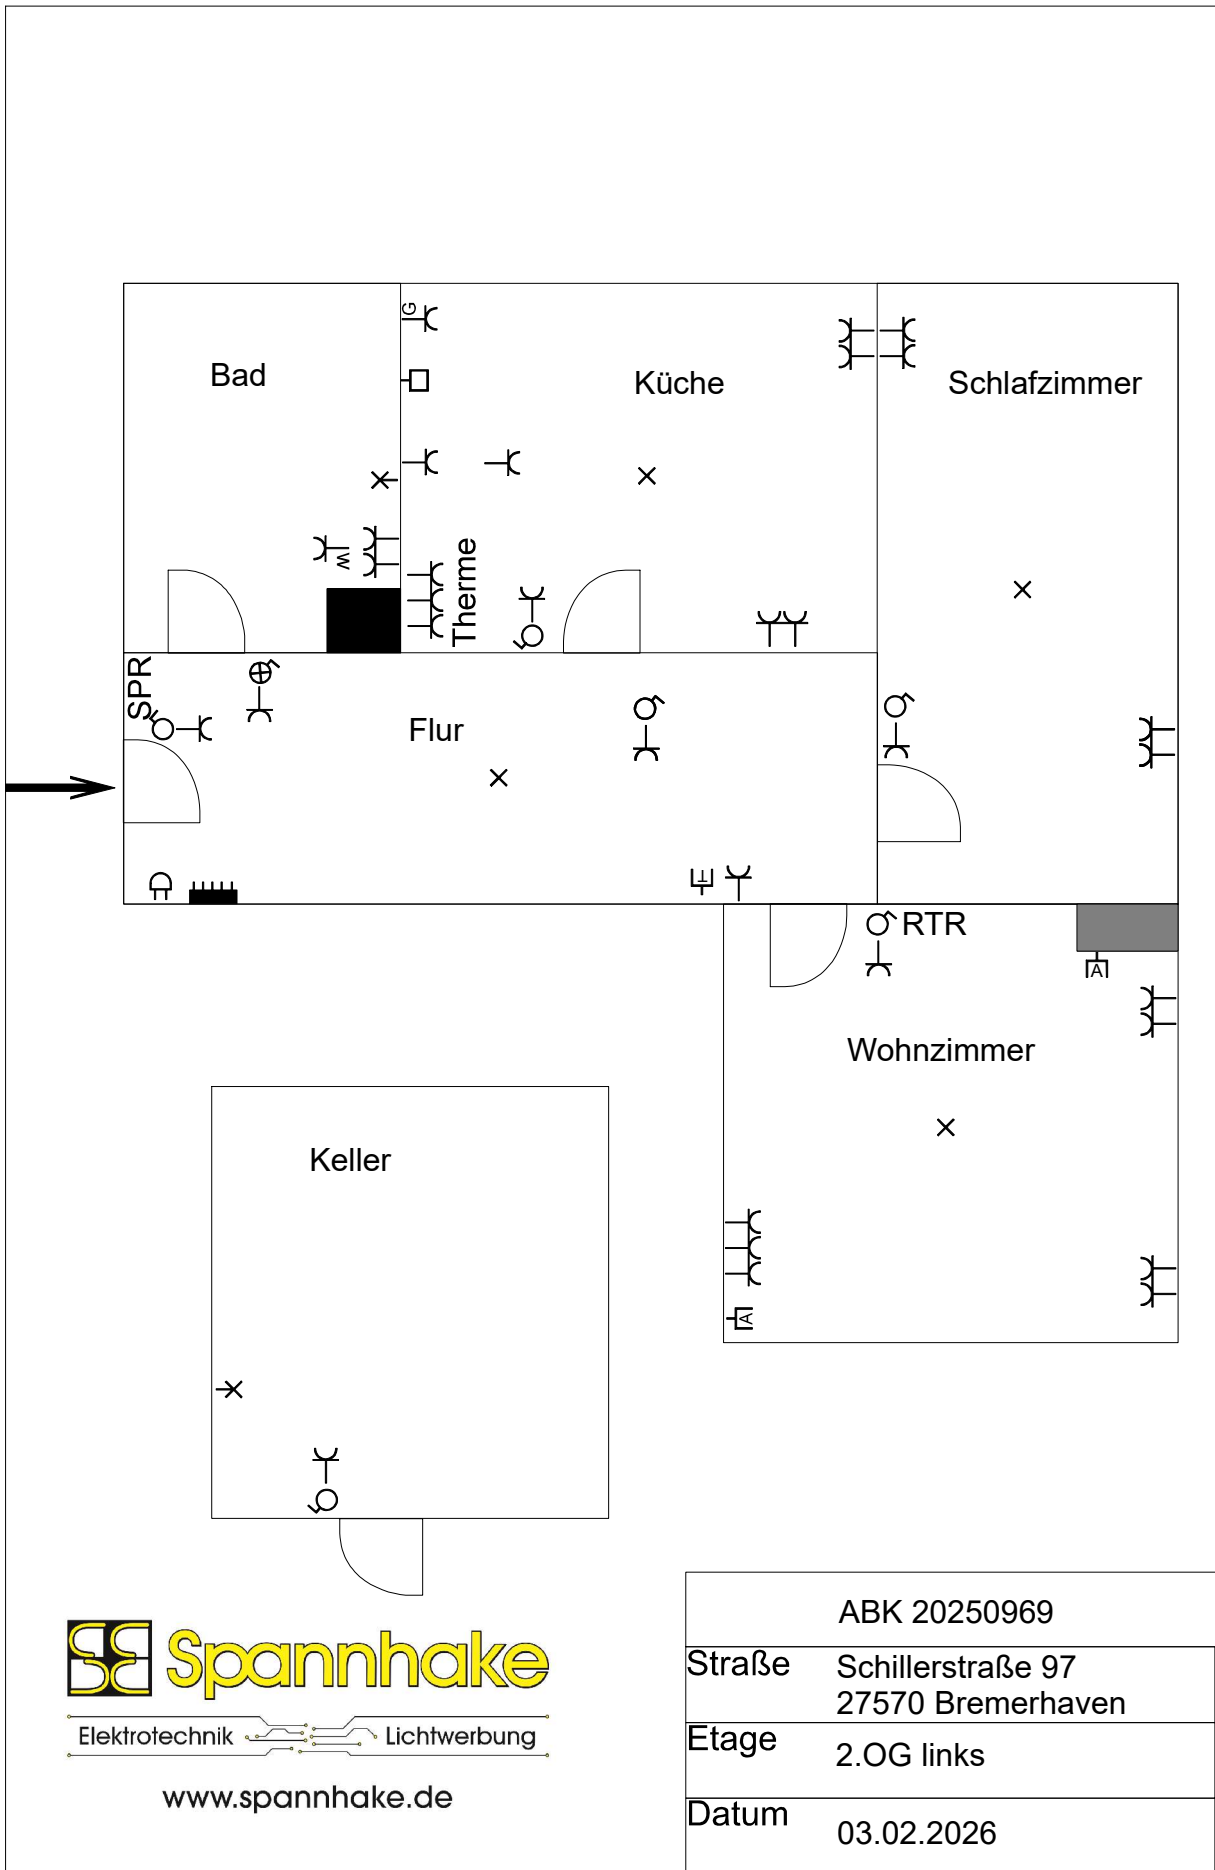 G
Bad
Küche
Schlafzimmer
W
Therme
SPR
Flur
T
RTR
A
Wohnzimmer
Keller
A
ABK 20250969
Straße Schillerstraße 97
27570 Bremerhaven
Etage 2.OG links
Datum 03.02.2026
Spannhake
Elektrotechnik Lichtwerbung
www.spannhake.de